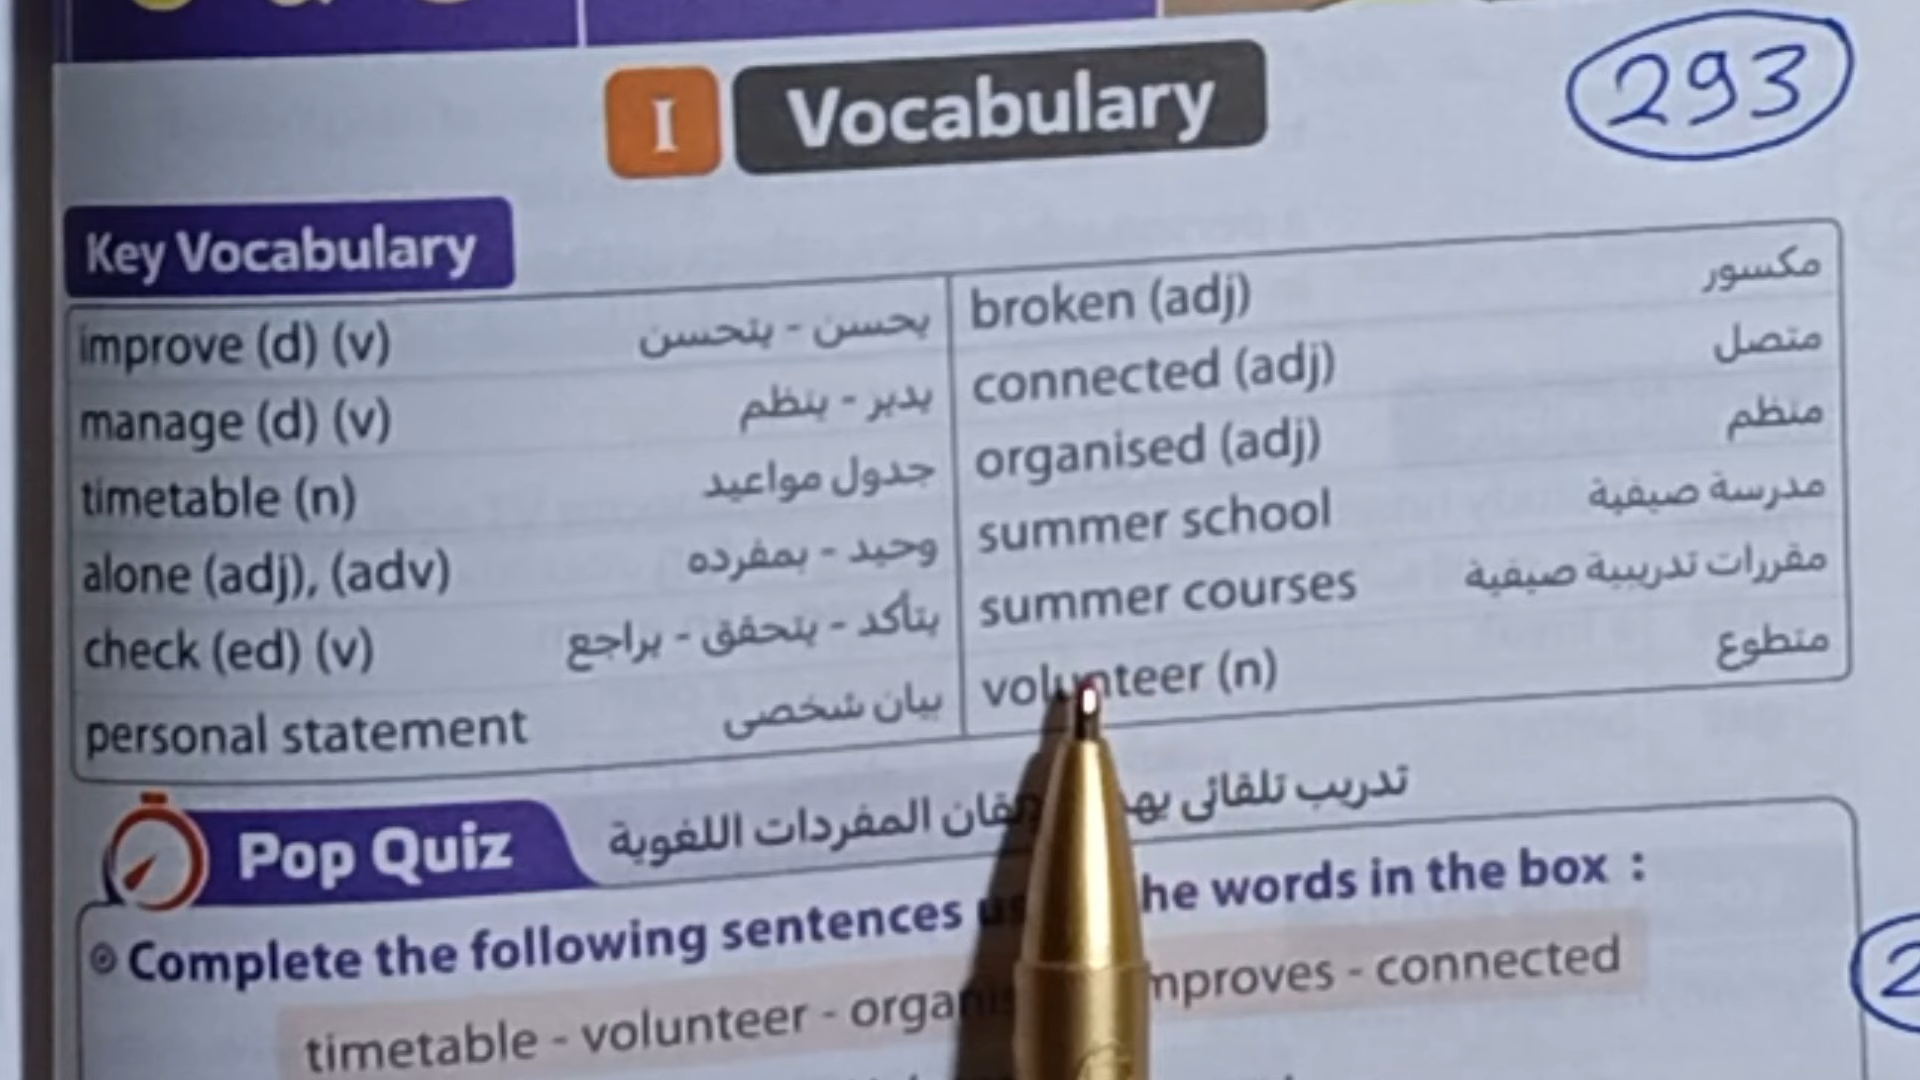 293
I Vocabulary
Key Vocabulary
improve (d) (v) يحسن - يتحسن
manage (d) (v) يدير - ينظم
timetable (n) جدول مواعيد
alone (adj), (adv) وحيد - بمفرده
check (ed) (v) يتأكد - يتحقق - يراجع
personal statement بيان شخصى
broken (adj) مكسور
connected (adj) متصل
organised (adj) منظم
summer school مدرسة صيفية
summer courses مقررات تدريبية صيفية
volunteer (n) متطوع
Pop Quiz تدريب تلقائى المفردات اللغوية
Complete the following sentences words in the box :
timetable - volunteer - - connected